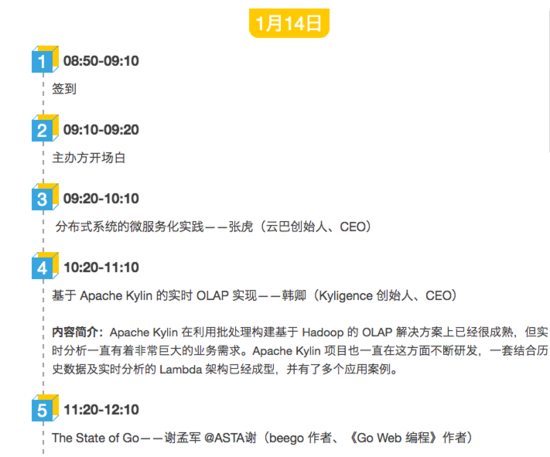 1月14日
1 08:50-09:10
签到
2 09:10-09:20
主办方开场白
3 09:20-10:10
分布式系统的微服务化实践——张虎（云巴创始人、CEO）
4 10:20-11:10
基于 Apache Kylin 的实时 OLAP 实现——韩卿（Kyligence 创始人、CEO）
内容简介：Apache Kylin 在利用批处理构建基于 Hadoop 的 OLAP 解决方案上已经很成熟，但实
时分析一直有着非常巨大的业务需求。Apache Kylin 项目也一直在这方面不断研发，一套结合历
史数据及实时分析的 Lambda 架构已经成型，并有了多个应用案例。
5 11:20-12:10
The State of Go——谢孟军 @ASTA谢（beego 作者、《Go Web 编程》作者）